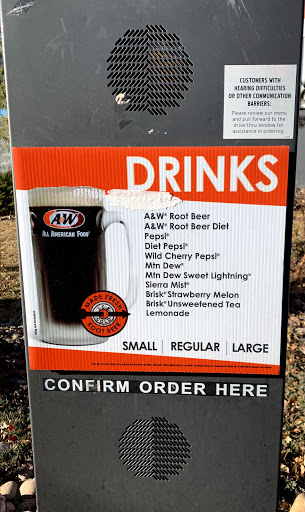 CUSTOMERS WITH
HEARING DIFFICULTIES
OR OTHER COMMUNICATION
BARRIERS:
Please review our menu
and pull forward to the
drive thru window for
assistance in ordering.
DRINKS
A&W
ALL AMERICAN FOOD®
A&W® Root Beer
A&W® Root Beer Diet
Pepsi®
Diet Pepsi®
Wild Cherry Pepsi®
Mtn Dew®
Mtn Dew Sweet Lightning®
Sierra Mist®
Brisk® Strawberry Melon
Brisk® Unsweetened Tea
Lemonade
MADE FRESH
ROOT BEER
SMALL | REGULAR | LARGE
CONFIRM ORDER HERE